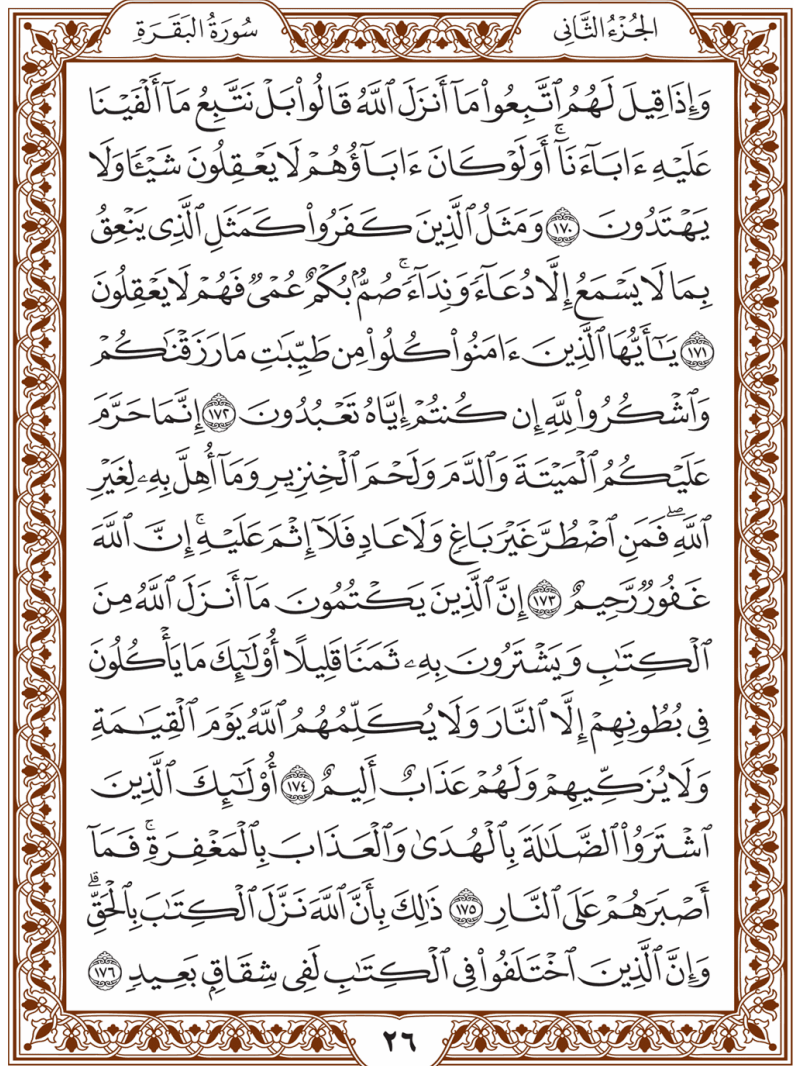 الجُزْءُ الثَّانِي
سُورَةُ البَقَرَةِ
وَإِذَا قِيلَ لَهُمُ ٱتَّبِعُوا۟ مَآ أَنزَلَ ٱللَّهُ قَالُوا۟ بَلْ نَتَّبِعُ مَآ أَلْفَيْنَا
عَلَيْهِ ءَابَآءَنَآۚ أَوَلَوْ كَانَ ءَابَآؤُهُمْ لَا يَعْقِلُونَ شَيْـًٔا وَلَا
يَهْتَدُونَ ١٧٠ وَمَثَلُ ٱلَّذِينَ كَفَرُوا۟ كَمَثَلِ ٱلَّذِى يَنْعِقُ
بِمَا لَا يَسْمَعُ إِلَّا دُعَآءً وَنِدَآءًۚ صُمٌّۢ بُكْمٌ عُمْىٌ فَهُمْ لَا يَعْقِلُونَ
١٧١ يَـٰٓأَيُّهَا ٱلَّذِينَ ءَامَنُوا۟ كُلُوا۟ مِن طَيِّبَـٰتِ مَا رَزَقْنَـٰكُمْ
وَٱشْكُرُوا۟ لِلَّهِ إِن كُنتُمْ إِيَّاهُ تَعْبُدُونَ ١٧٢ إِنَّمَا حَرَّمَ
عَلَيْكُمُ ٱلْمَيْتَةَ وَٱلدَّمَ وَلَحْمَ ٱلْخِنزِيرِ وَمَآ أُهِلَّ بِهِۦ لِغَيْرِ
ٱللَّهِۖ فَمَنِ ٱضْطُرَّ غَيْرَ بَاغٍ وَلَا عَادٍ فَلَآ إِثْمَ عَلَيْهِۚ إِنَّ ٱللَّهَ
غَفُورٌ رَّحِيمٌ ١٧٣ إِنَّ ٱلَّذِينَ يَكْتُمُونَ مَآ أَنزَلَ ٱللَّهُ مِنَ
ٱلْكِتَـٰبِ وَيَشْتَرُونَ بِهِۦ ثَمَنًا قَلِيلًا أُو۟لَـٰٓئِكَ مَا يَأْكُلُونَ
فِى بُطُونِهِمْ إِلَّا ٱلنَّارَ وَلَا يُكَلِّمُهُمُ ٱللَّهُ يَوْمَ ٱلْقِيَـٰمَةِ
وَلَا يُزَكِّيهِمْ وَلَهُمْ عَذَابٌ أَلِيمٌ ١٧٤ أُو۟لَـٰٓئِكَ ٱلَّذِينَ
ٱشْتَرَوُا۟ ٱلضَّلَـٰلَةَ بِٱلْهُدَىٰ وَٱلْعَذَابَ بِٱلْمَغْفِرَةِۚ فَمَآ
أَصْبَرَهُمْ عَلَى ٱلنَّارِ ١٧٥ ذَٰلِكَ بِأَنَّ ٱللَّهَ نَزَّلَ ٱلْكِتَـٰبَ بِٱلْحَقِّۗ
وَإِنَّ ٱلَّذِينَ ٱخْتَلَفُوا۟ فِى ٱلْكِتَـٰبِ لَفِى شِقَاقٍۭ بَعِيدٍ ١٧٦
٢٦